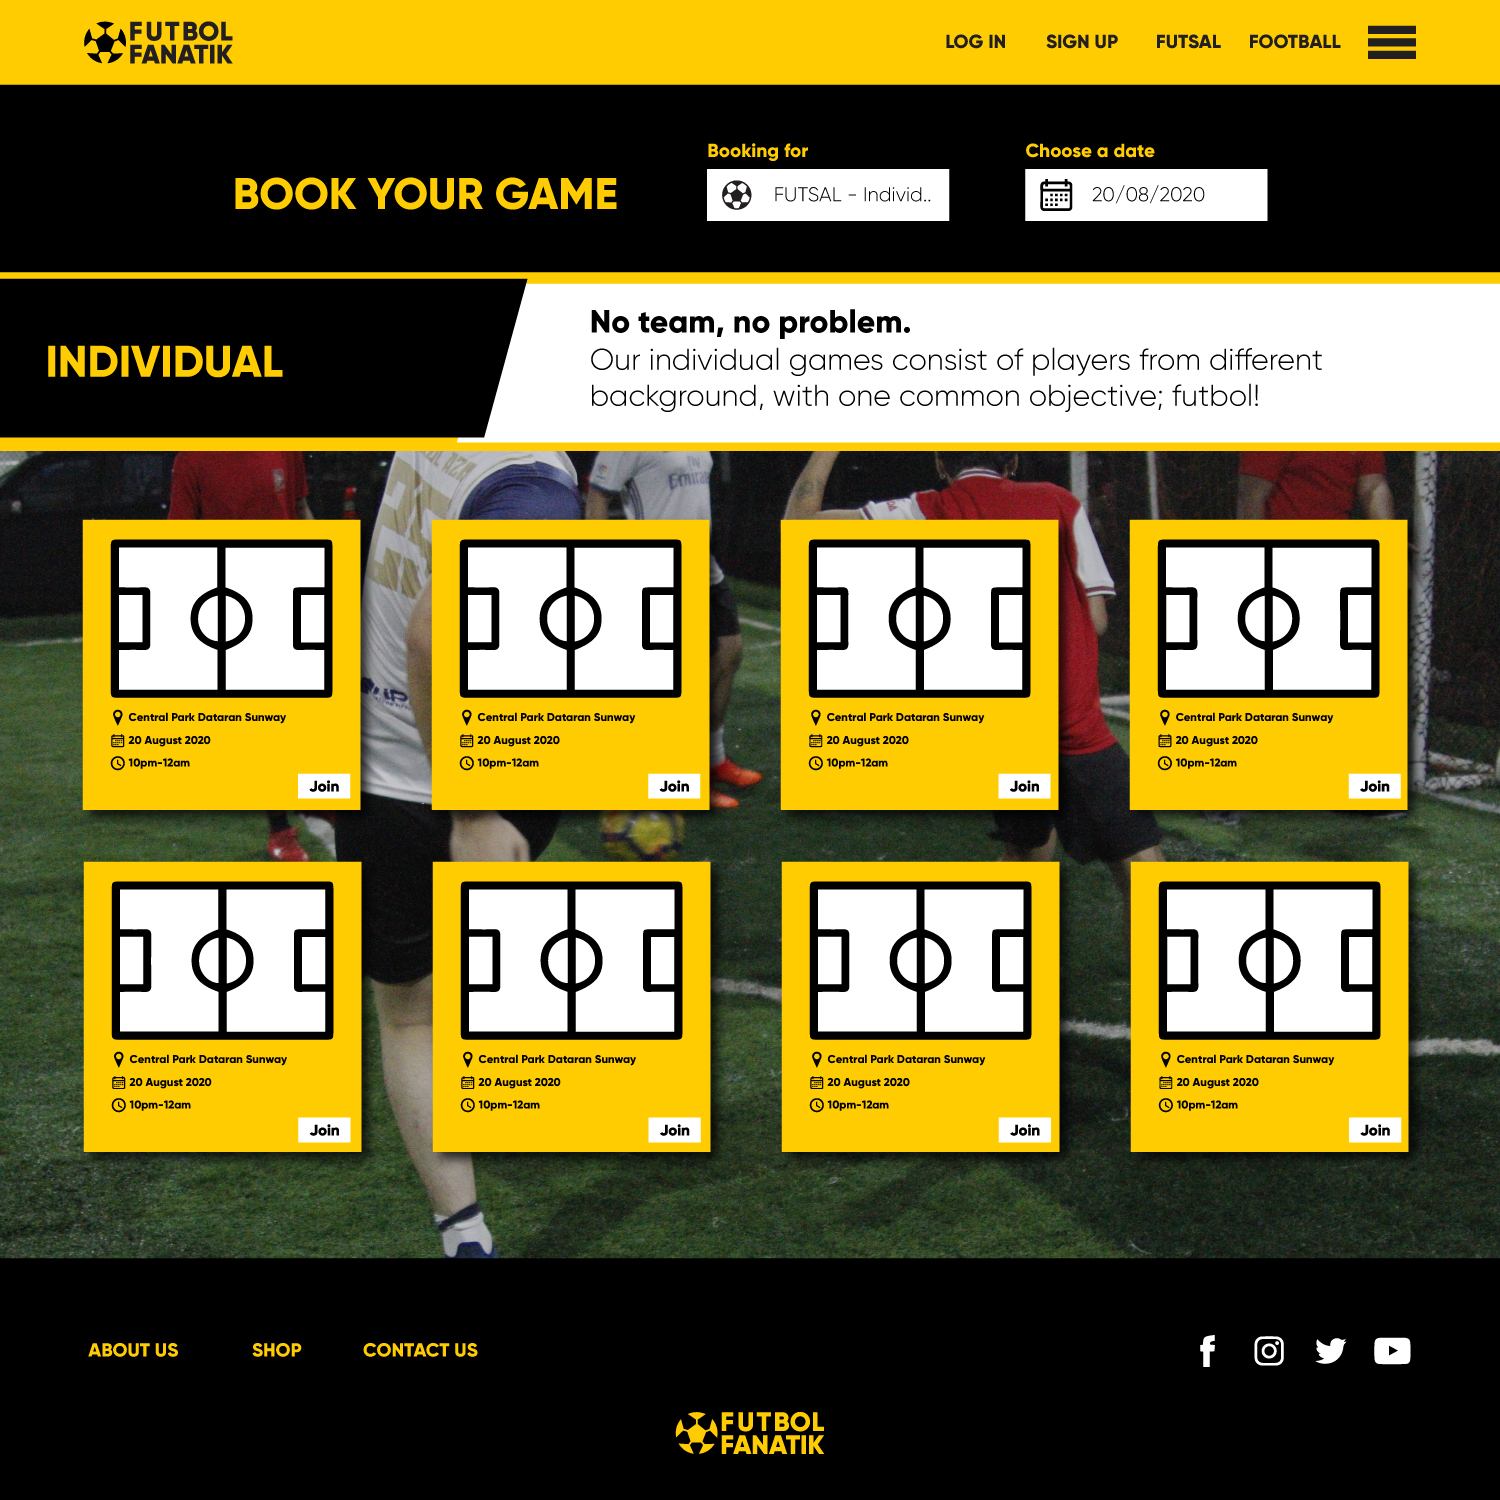 FUTBOL
FANATIK
LOG IN
SIGN UP
FUTSAL
FOOTBALL
BOOK YOUR GAME
Booking for
FUTSAL - Individ..
Choose a date
20/08/2020
INDIVIDUAL
No team, no problem.
Our individual games consist of players from different
background, with one common objective; futbol!
Central Park Dataran Sunway
20 August 2020
10pm-12am
Join
Central Park Dataran Sunway
20 August 2020
10pm-12am
Join
Central Park Dataran Sunway
20 August 2020
10pm-12am
Join
Central Park Dataran Sunway
20 August 2020
10pm-12am
Join
Central Park Dataran Sunway
20 August 2020
10pm-12am
Join
Central Park Dataran Sunway
20 August 2020
10pm-12am
Join
Central Park Dataran Sunway
20 August 2020
10pm-12am
Join
Central Park Dataran Sunway
20 August 2020
10pm-12am
Join
ABOUT US
SHOP
CONTACT US
FUTBOL
FANATIK